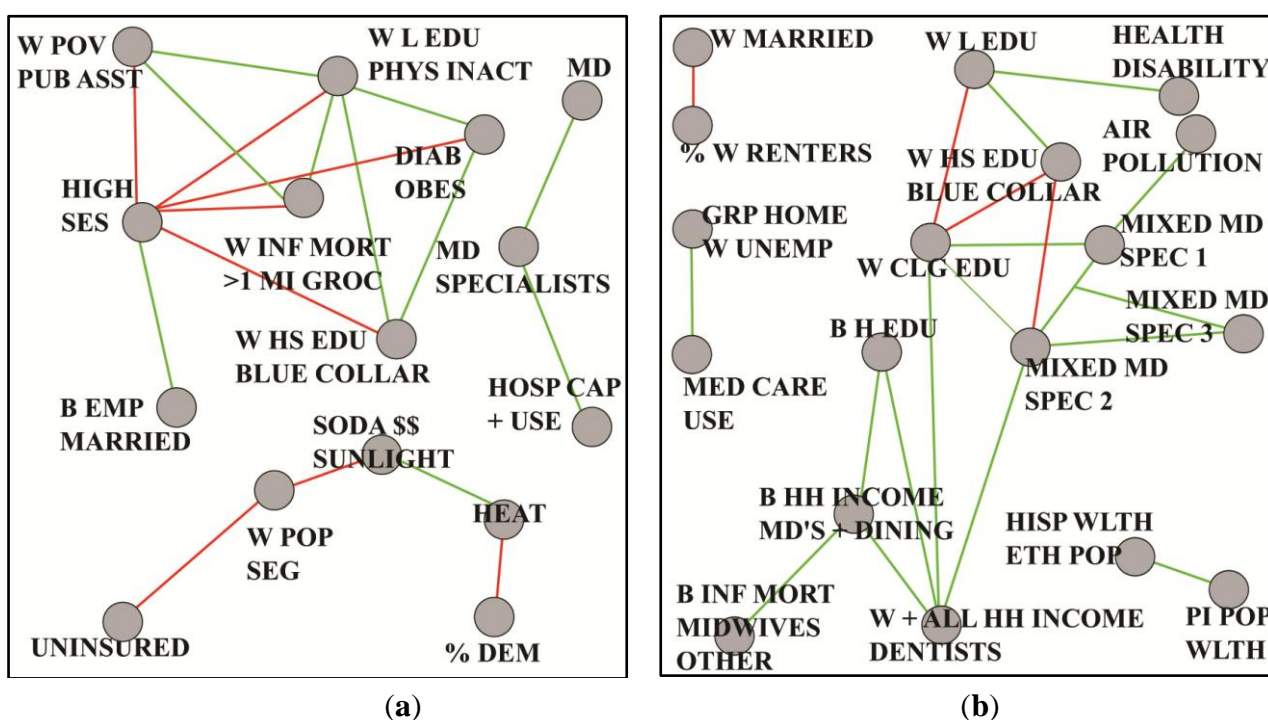 W POV
PUB ASST
W L EDU
PHYS INACT
MD
DIAB
OBES
HIGH
SES
W INF MORT
>1 MI GROC
MD
SPECIALISTS
W HS EDU
BLUE COLLAR
B EMP
MARRIED
HOSP CAP
+ USE
SODA $$
SUNLIGHT
HEAT
W POP
SEG
UNINSURED
% DEM
(a)
W MARRIED
% W RENTERS
W L EDU
HEALTH
DISABILITY
AIR
POLLUTION
W HS EDU
BLUE COLLAR
GRP HOME
W UNEMP
W CLG EDU
MIXED MD
SPEC 1
MIXED MD
SPEC 3
B H EDU
MIXED MD
SPEC 2
MED CARE
USE
B HH INCOME
MD'S + DINING
HISP WLTH
ETH POP
B INF MORT
MIDWIVES
OTHER
W + ALL HH INCOME
DENTISTS
PI POP
WLTH
(b)